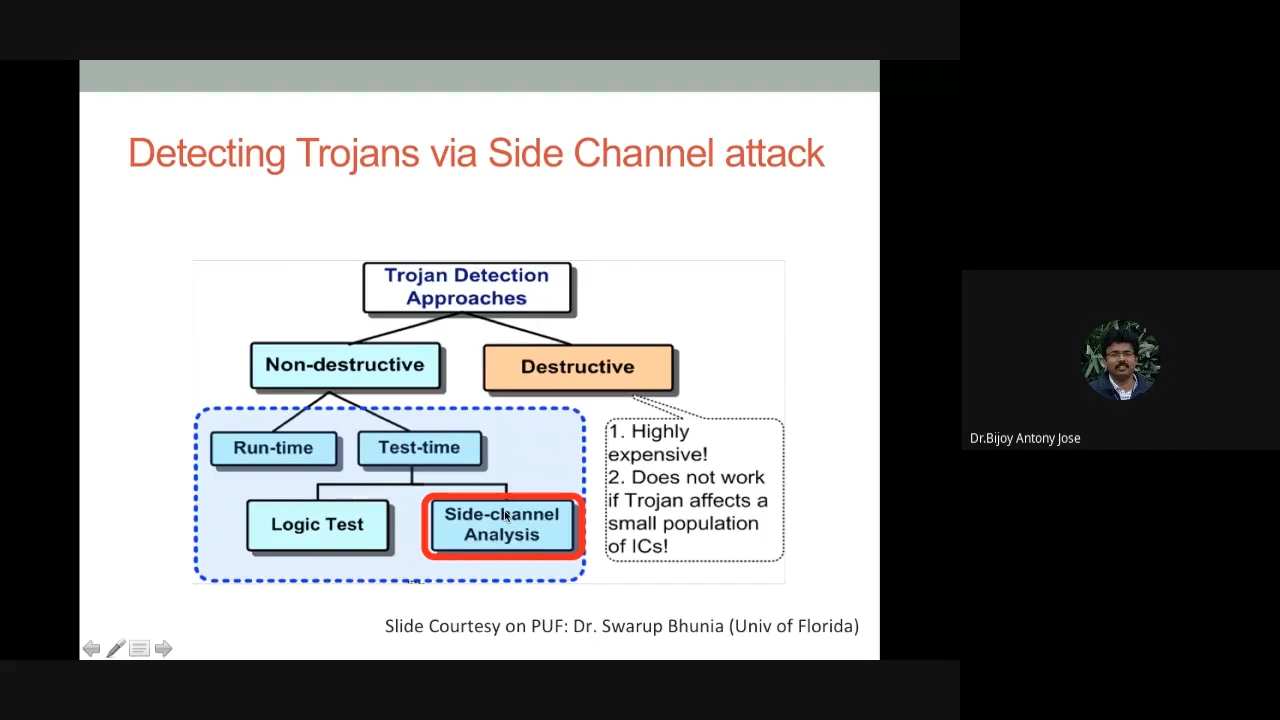 Detecting Trojans via Side Channel attack
Trojan Detection
Approaches
Non-destructive
Destructive
Run-time
Test-time
Logic Test
Side-channel
Analysis
1. Highly
expensive!
2. Does not work
if Trojan affects a
small population
of ICs!
Slide Courtesy on PUF: Dr. Swarup Bhunia (Univ of Florida)
Dr.Bijoy Antony Jose